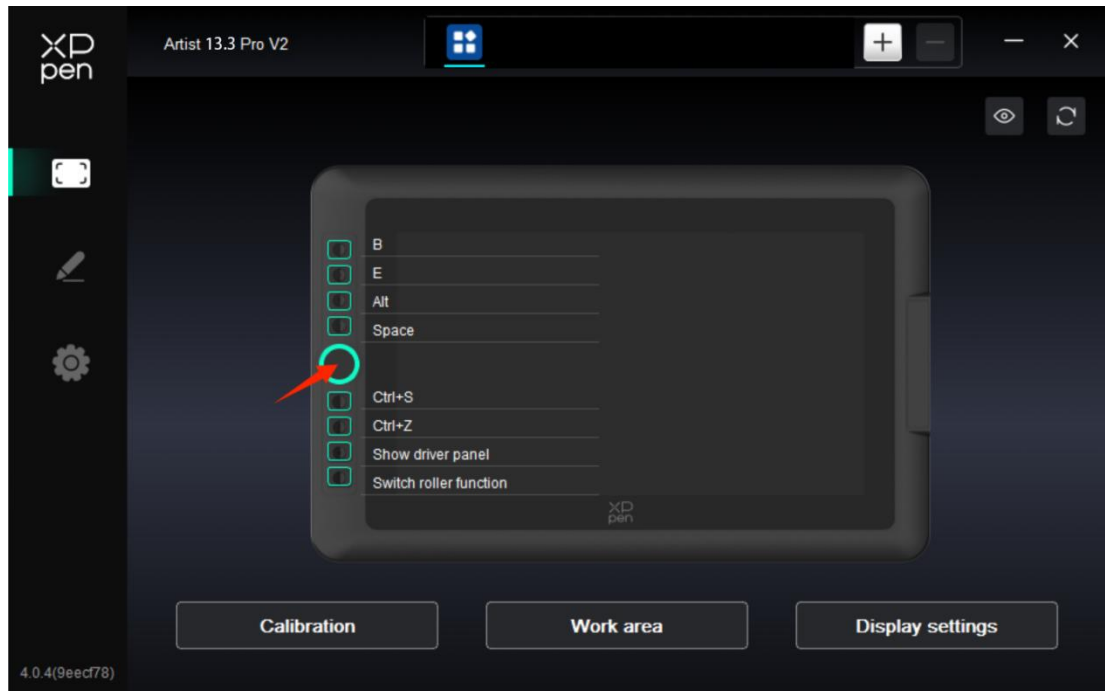 XP
pen
Artist 13.3 Pro V2
B
E
Alt
Space
Ctrl+S
Ctrl+Z
Show driver panel
Switch roller function
XP
pen
Calibration
Work area
Display settings
4.0.4(9eecf78)